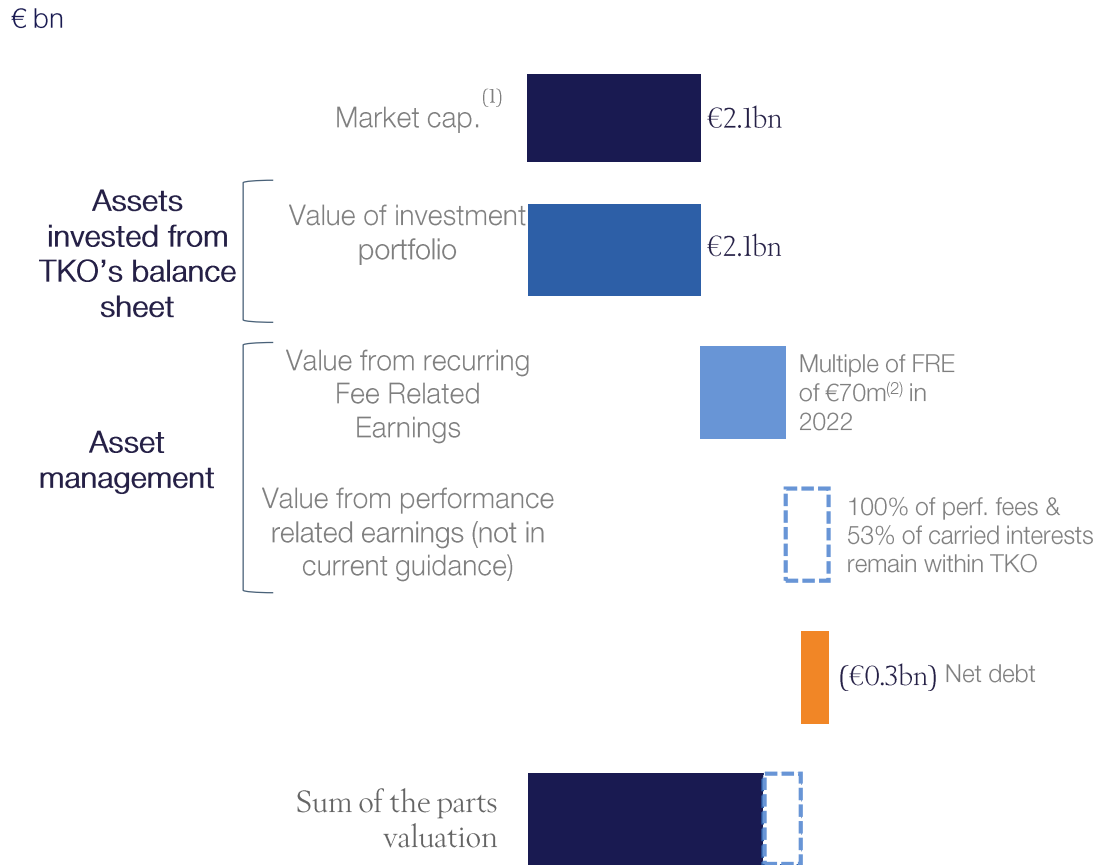 € bn
Market cap. (1)
€2.1bn
Assets
invested from
TKO’s balance
sheet
Value of investment
portfolio
€2.1bn
Asset
management
Value from recurring
Fee Related
Earnings
Multiple of FRE
of €70m(2) in
2022
Value from performance
related earnings (not in
current guidance)
100% of perf. fees &
53% of carried interests
remain within TKO
(€0.3bn) Net debt
Sum of the parts
valuation